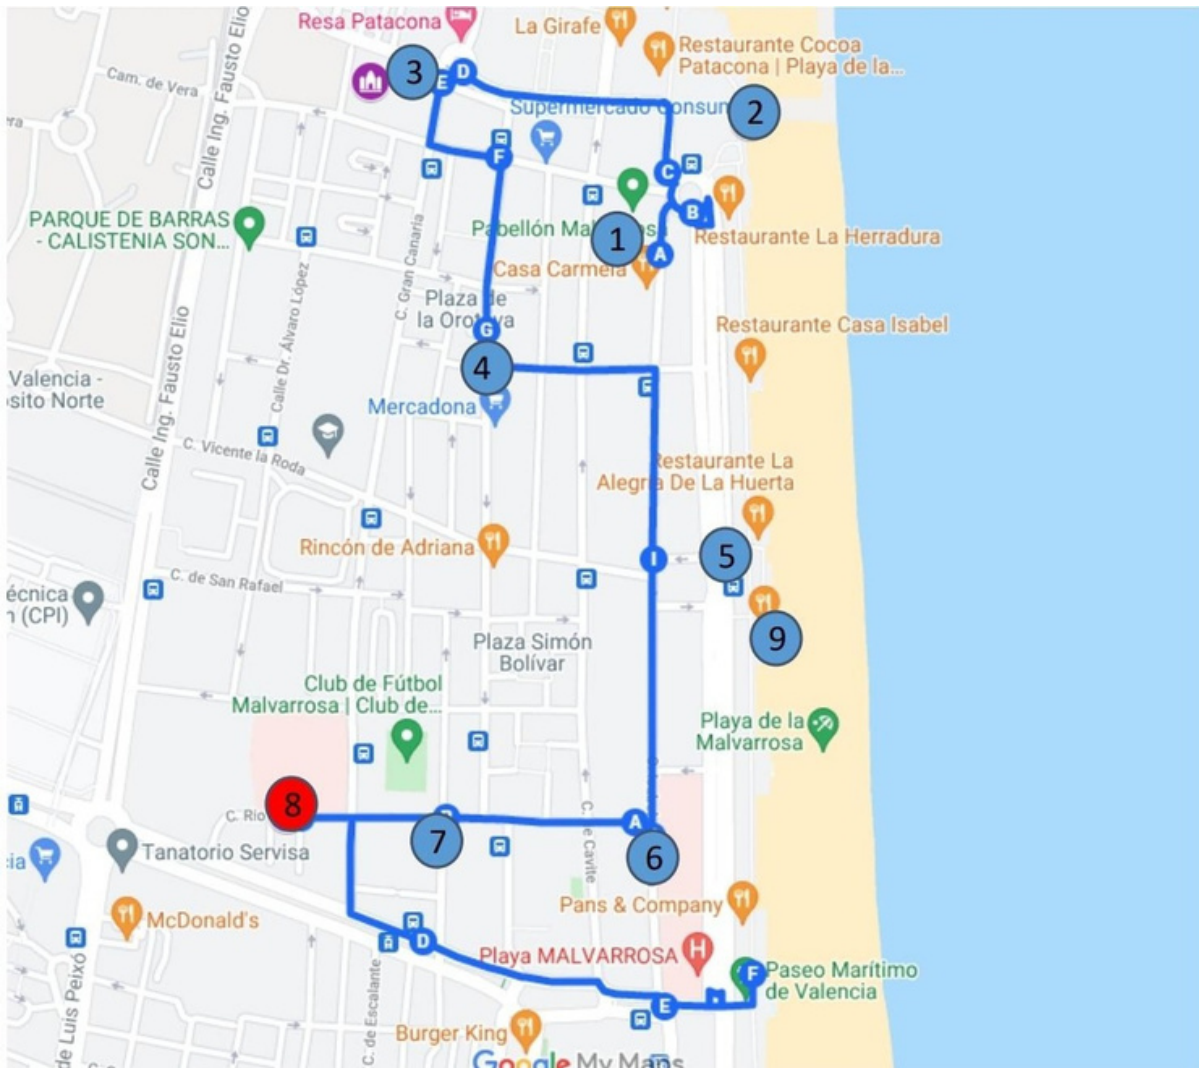 Resa Patacona
La Girafe
Restaurante Cocoa
Patacona | Playa de la...
3
D
E
Cam. de Vera
Calle Ing. Fausto Elio
Supermercado Consum
2
F
C
PARQUE DE BARRAS
- CALISTENIA SON...
C. Gran Canaria
Pabellón
1
B
A
Restaurante La Herradura
Casa Carmela
Calle Dr. Álvaro López
Plaza de
la
G
Restaurante Casa Isabel
4
Valencia -
Norte
Mercadona
Calle Ing. Fausto Elio
C. Vicente la Roda
Restaurante La
Alegría De La Huerta
Rincón de Adriana
5
I
C. de San Rafael
écnica
n (CPI)
9
Plaza Simón
Bolívar
Club de Fútbol
Malvarrosa | Club de...
Playa de la
Malvarrosa
8
C. Rio
A
7
6
C. de Cavite
Tanatorio Servisa
McDonald's
Pans & Company
D
Playa MALVARROSA
H
F
Paseo Marítimo
de Valencia
E
de Luis Peixó
C. de Escalante
Burger King
Google My Maps